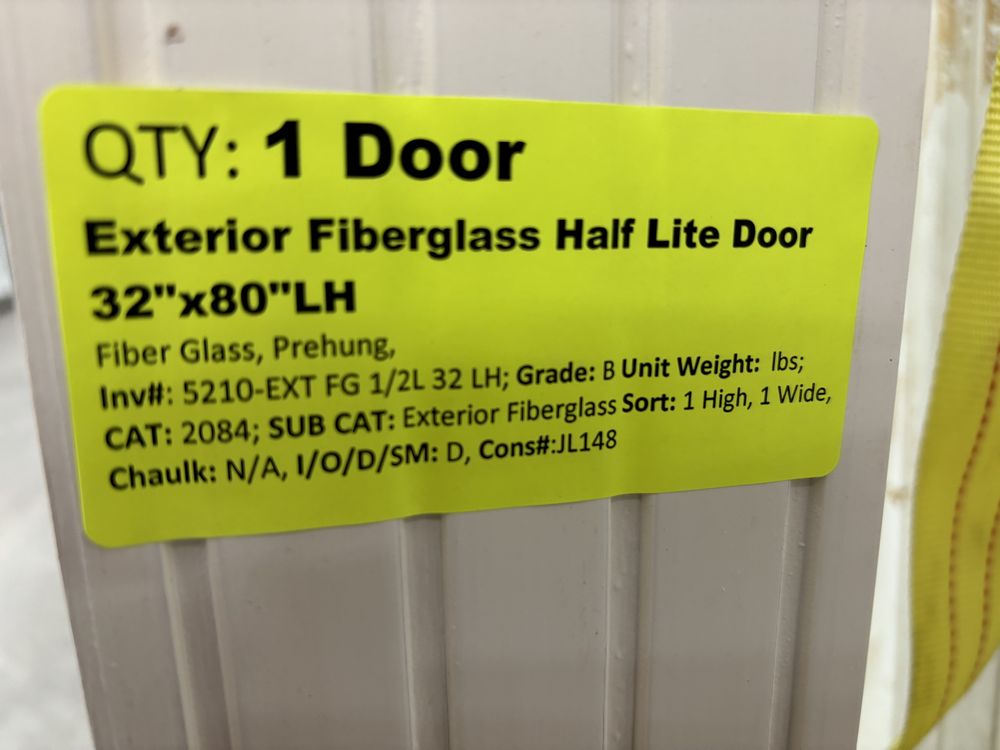 QTY: 1 Door
Exterior Fiberglass Half Lite Door
32"x80"LH
Fiber Glass, Prehung,
Inv#: 5210-EXT FG 1/2L 32 LH; Grade: B Unit Weight: lbs;
CAT: 2084; SUB CAT: Exterior Fiberglass Sort: 1 High, 1 Wide,
Chaulk: N/A, I/O/D/SM: D, Cons#:JL148